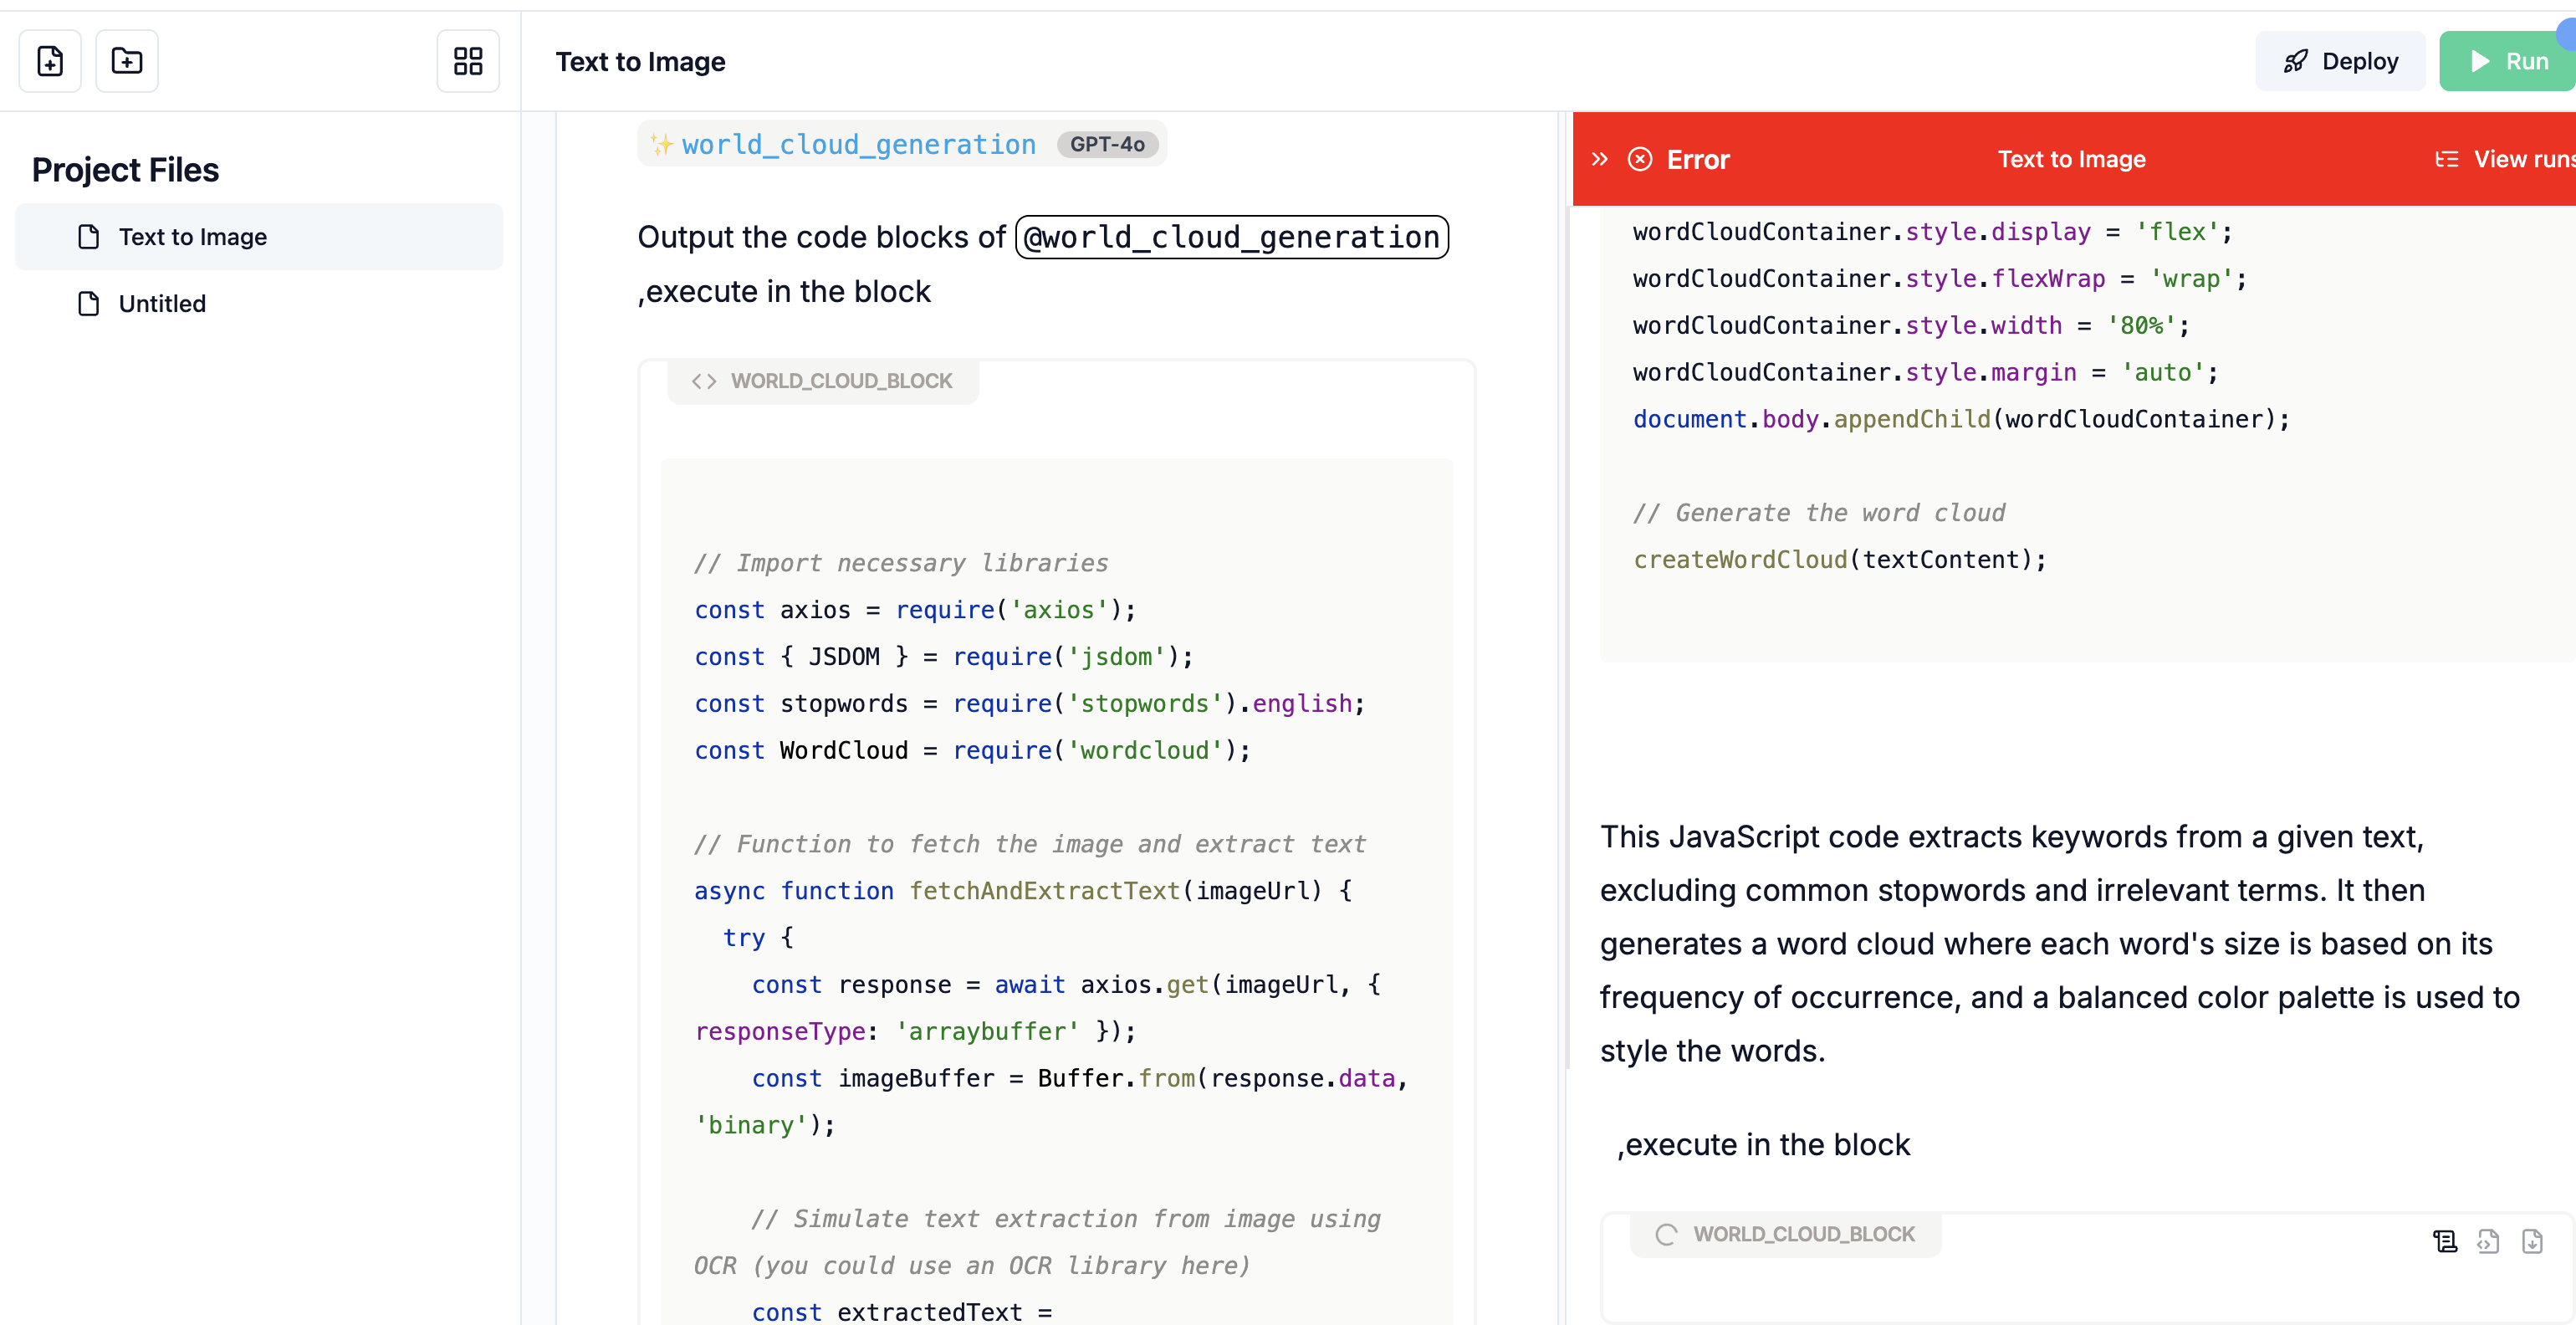 Text to Image
Deploy
Run
Project Files
Text to Image
Untitled
world_cloud_generation GPT-4o
Output the code blocks of @world_cloud_generation
,execute in the block
WORLD_CLOUD_BLOCK
// Import necessary libraries
const axios = require('axios');
const { JSDOM } = require('jsdom');
const stopwords = require('stopwords').english;
const WordCloud = require('wordcloud');
// Function to fetch the image and extract text
async function fetchAndExtractText(imageUrl) {
try {
const response = await axios.get(imageUrl, {
responseType: 'arraybuffer' });
const imageBuffer = Buffer.from(response.data,
'binary');
// Simulate text extraction from image using
OCR (you could use an OCR library here)
const extractedText =
Error
Text to Image
View runs
wordCloudContainer.style.display = 'flex';
wordCloudContainer.style.flexWrap = 'wrap';
wordCloudContainer.style.width = '80%';
wordCloudContainer.style.margin = 'auto';
document.body.appendChild(wordCloudContainer);
// Generate the word cloud
createWordCloud(textContent);
This JavaScript code extracts keywords from a given text,
excluding common stopwords and irrelevant terms. It then
generates a word cloud where each word's size is based on its
frequency of occurrence, and a balanced color palette is used to
style the words.
,execute in the block
WORLD_CLOUD_BLOCK